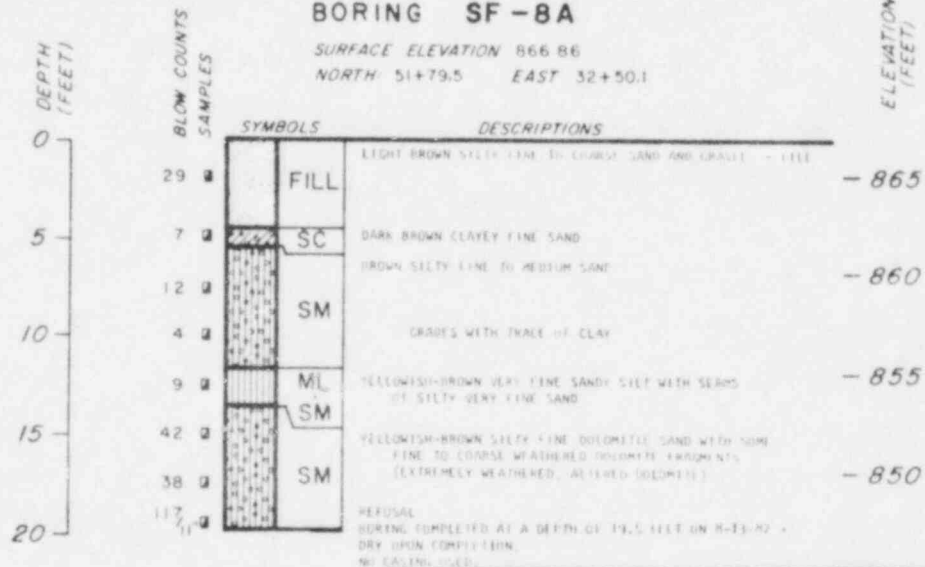 BORING SF-8A
SURFACE ELEVATION 866.86
NORTH: 51+79.5 EAST 32+50.1
DEPTH (FEET)
BLOW COUNTS
SAMPLES
ELEVATION (FEET)
SYMBOLS DESCRIPTIONS
0
LIGHT BROWN SILTY FINE TO COARSE SAND AND GRAVEL - FILL
29 FILL - 865
5 7 SC DARK BROWN CLAYEY FINE SAND
BROWN SILTY FINE TO MEDIUM SAND - 860
12 SM
10 4 GRADES WITH TRACE OF CLAY
9 ML YELLOWISH-BROWN VERY FINE SANDY SILT WITH SEAMS - 855
SM OF SILTY VERY FINE SAND
15 42 YELLOWISH-BROWN SILTY FINE DOLOMITIC SAND WITH SOME
FINE TO COARSE WEATHERED DOLOMITE FRAGMENTS
38 SM (EXTREMELY WEATHERED, ALTERED DOLOMITE) - 850
117/11" REFUSAL
20 BORING COMPLETED AT A DEPTH OF 19.5 FEET ON
DRY UPON COMPLETION.
NO CASING USED.